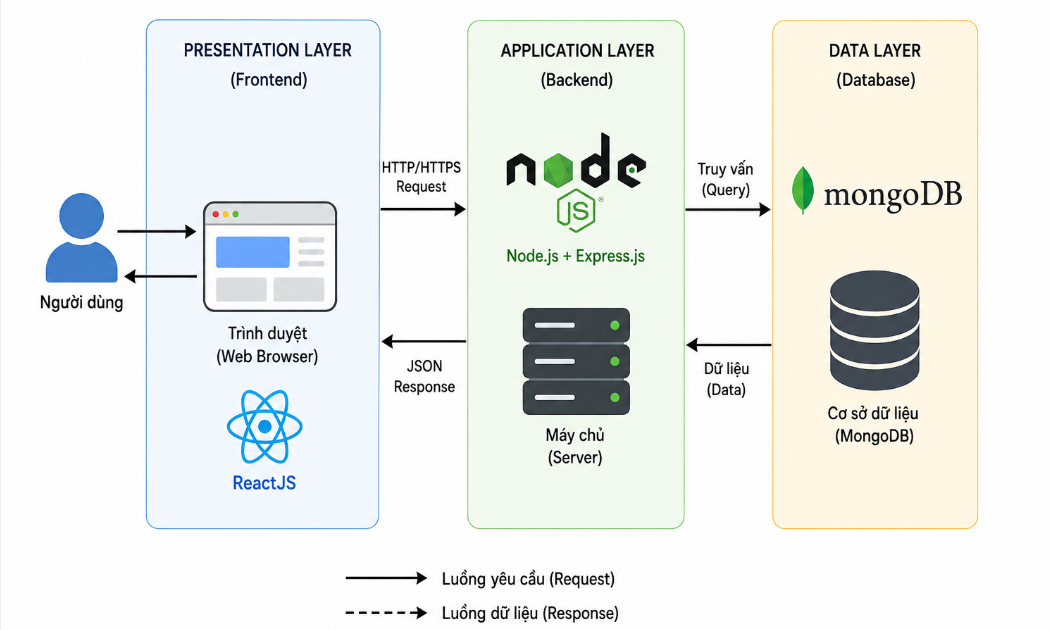 PRESENTATION LAYER
(Frontend)
APPLICATION LAYER
(Backend)
DATA LAYER
(Database)
HTTP/HTTPS
Request
node
JS
®
Node.js + Express.js
Truy vấn
(Query)
mongoDB
Người dùng
Trình duyệt
(Web Browser)
ReactJS
JSON
Response
Máy chủ
(Server)
Dữ liệu
(Data)
Cơ sở dữ liệu
(MongoDB)
Luồng yêu cầu (Request)
Luồng dữ liệu (Response)